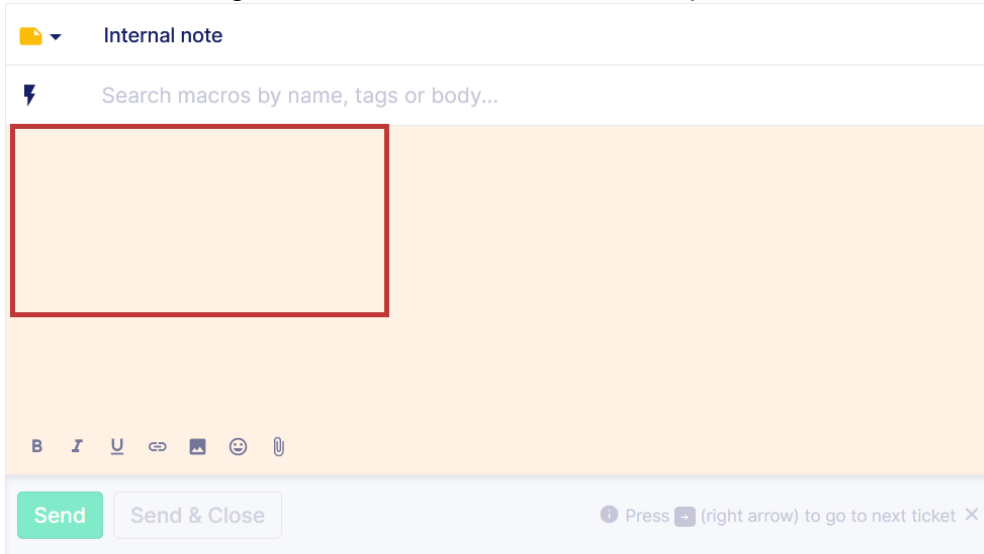 Internal note
Search macros by name, tags or body...
B I U
Send Send & Close Press → (right arrow) to go to next ticket ×